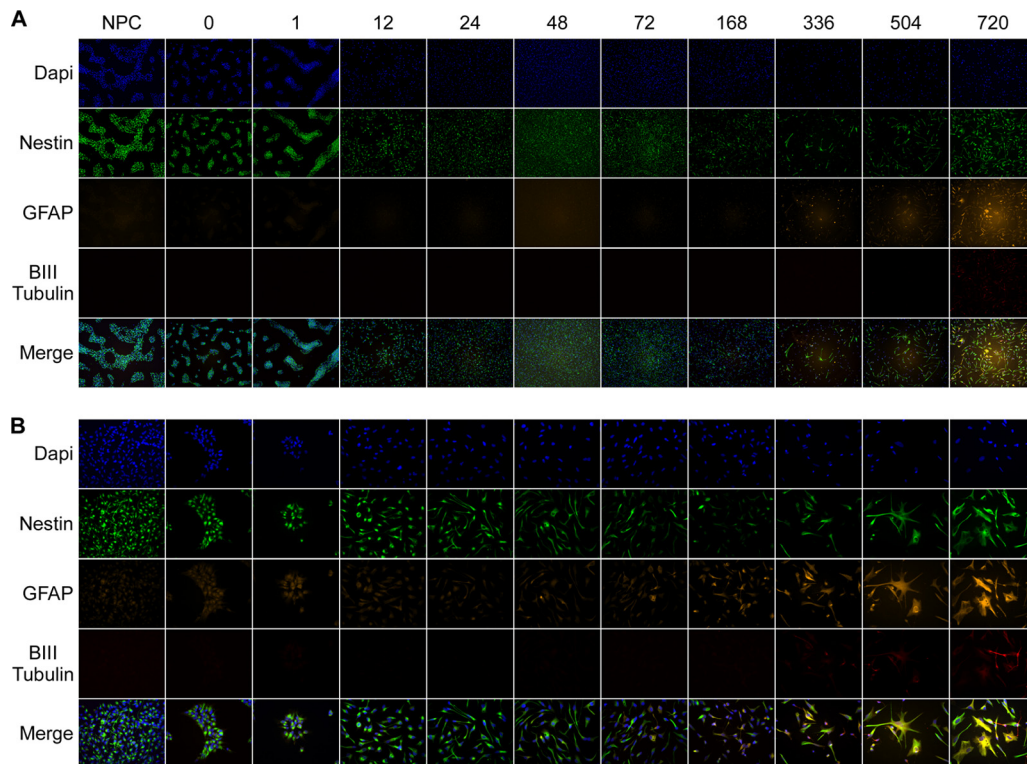 A
NPC 0 1 12 24 48 72 168 336 504 720
Dapi
Nestin
GFAP
BIII
Tubulin
Merge
B
Dapi
Nestin
GFAP
BIII
Tubulin
Merge